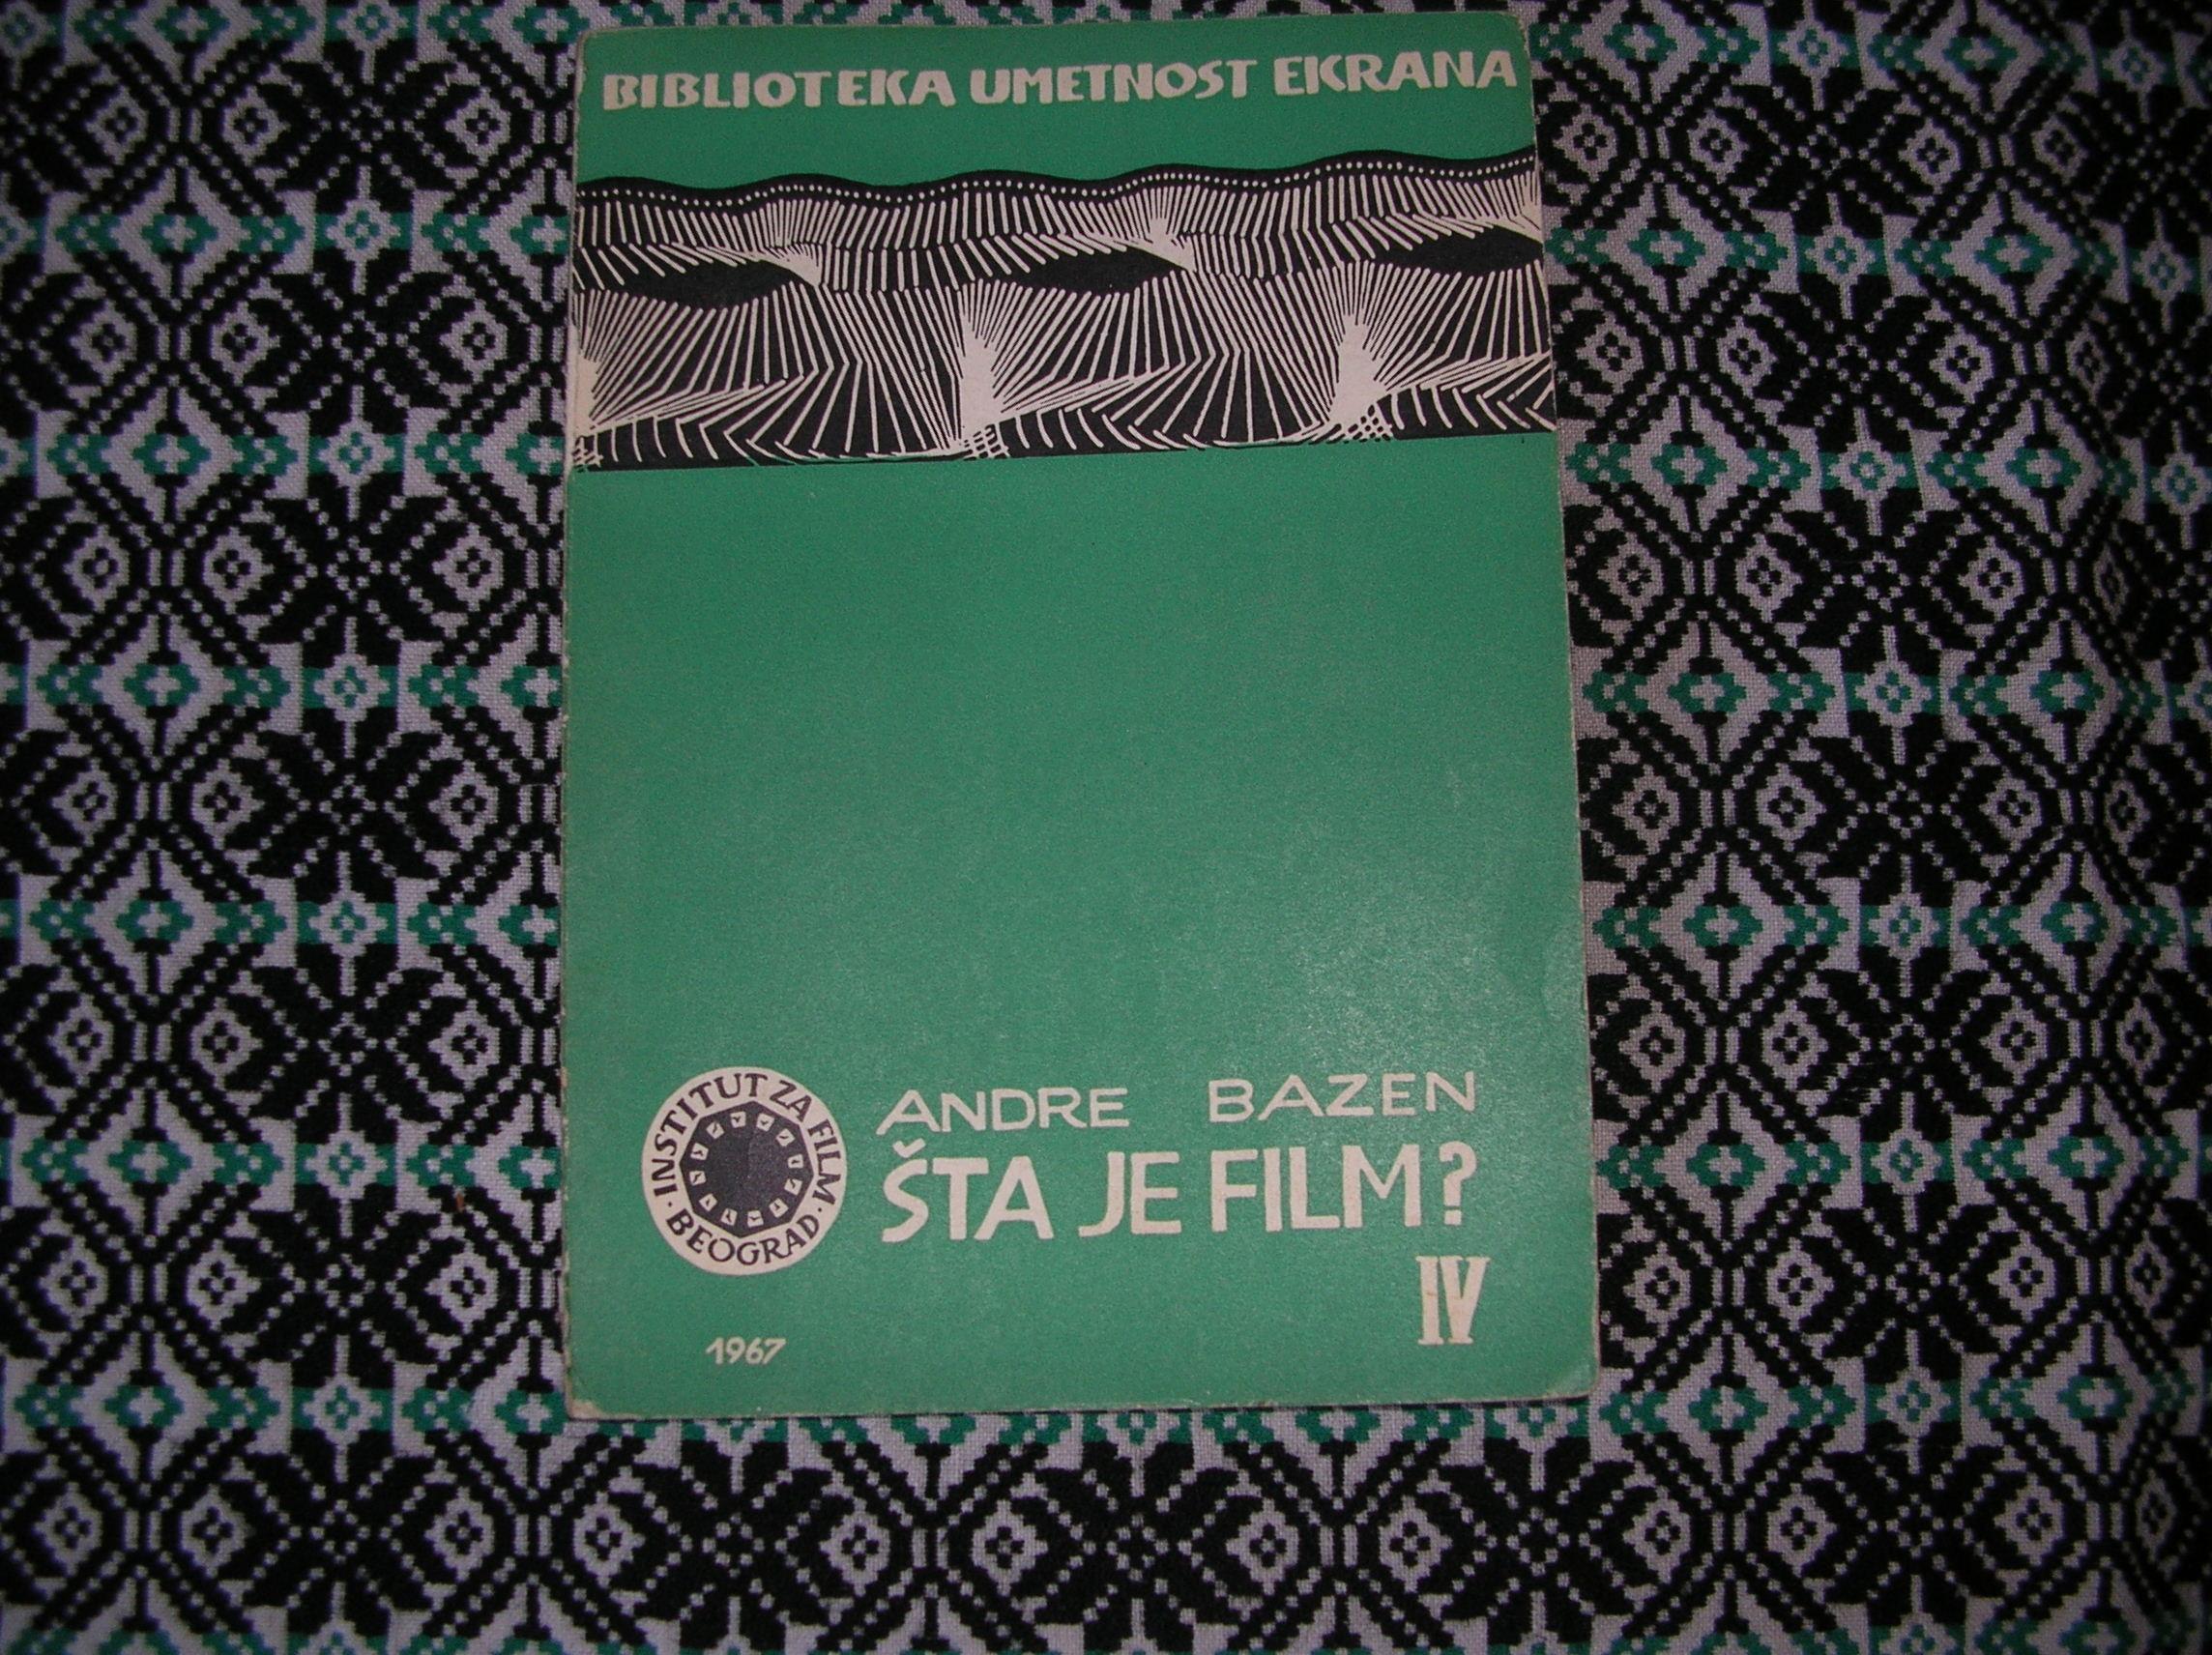 BIBLIOTEKA UMETNOST EKRANA
INSTITUT ZA FILM
· BEOGRAD ·
ANDRE BAZEN
ŠTA JE FILM?
IV
1967